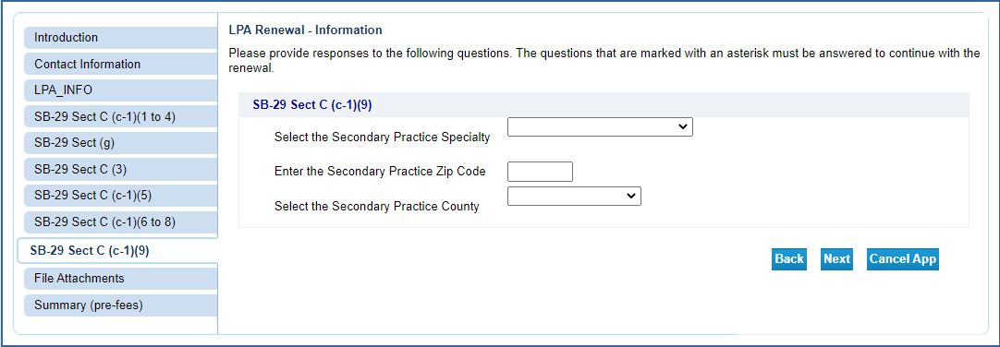 Introduction
Contact Information
LPA_INFO
SB-29 Sect C (c-1)(1 to 4)
SB-29 Sect (g)
SB-29 Sect C (3)
SB-29 Sect C (c-1)(5)
SB-29 Sect C (c-1)(6 to 8)
SB-29 Sect C (c-1)(9)
File Attachments
Summary (pre-fees)
LPA Renewal - Information
Please provide responses to the following questions. The questions that are marked with an asterisk must be answered to continue with the
renewal.
SB-29 Sect C (c-1)(9)
Select the Secondary Practice Specialty
Enter the Secondary Practice Zip Code
Select the Secondary Practice County
Back Next Cancel App